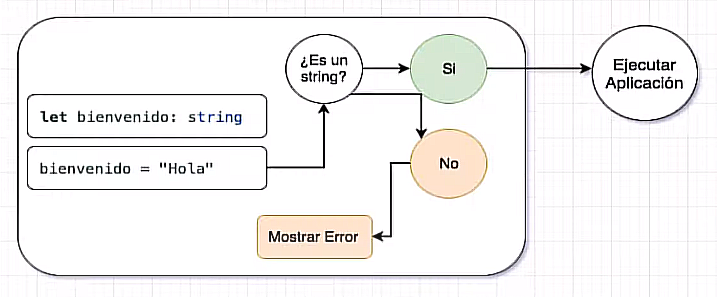 ¿Es un
string?
Si
Ejecutar
Aplicación
let bienvenido: string
bienvenido = "Hola"
No
Mostrar Error